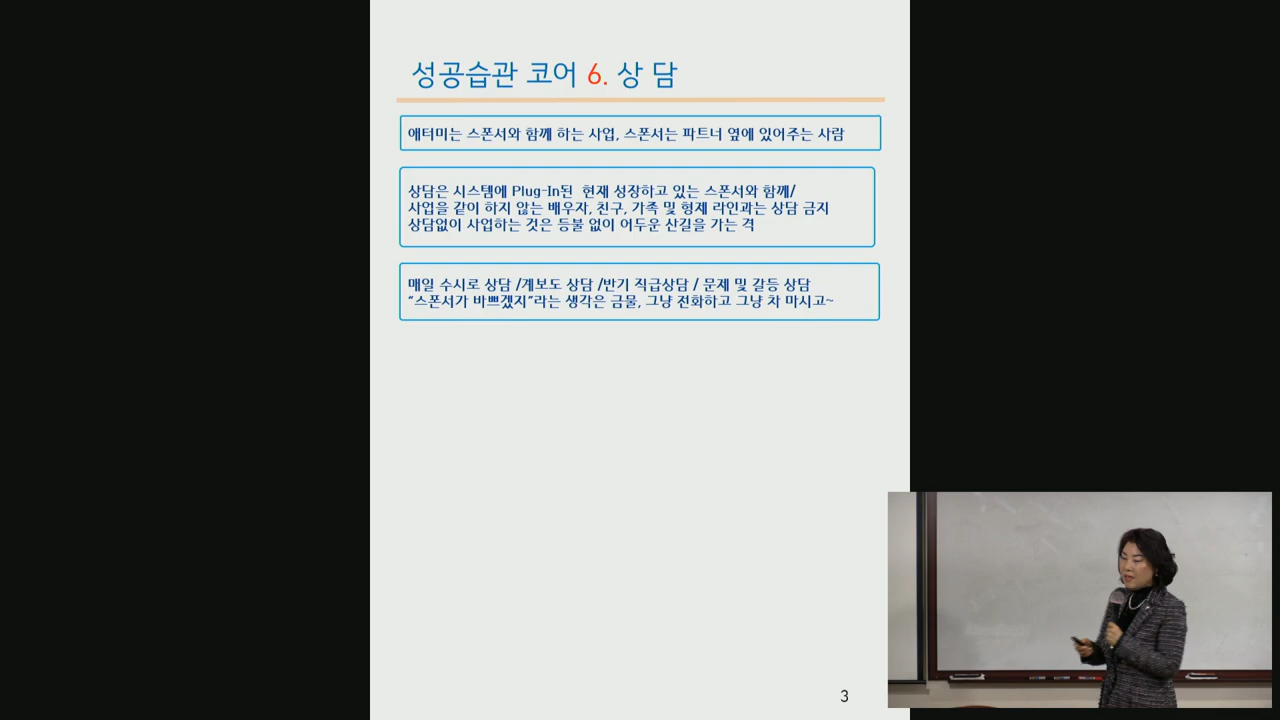 성공습관 코어 6. 상 담
애터미는 스폰서와 함께 하는 사업, 스폰서는 파트너 옆에 있어주는 사람
상담은 시스템에 Plug-In된 현재 성장하고 있는 스폰서와 함께/
사업을 같이 하지 않는 배우자, 친구, 가족 및 형제 라인과는 상담 금지
상담없이 사업하는 것은 등불 없이 어두운 산길을 가는 격
매일 수시로 상담 /계보도 상담 /반기 직급상담 / 문제 및 갈등 상담
“스폰서가 바쁘겠지”라는 생각은 금물, 그냥 전화하고 그냥 차 마시고~
3